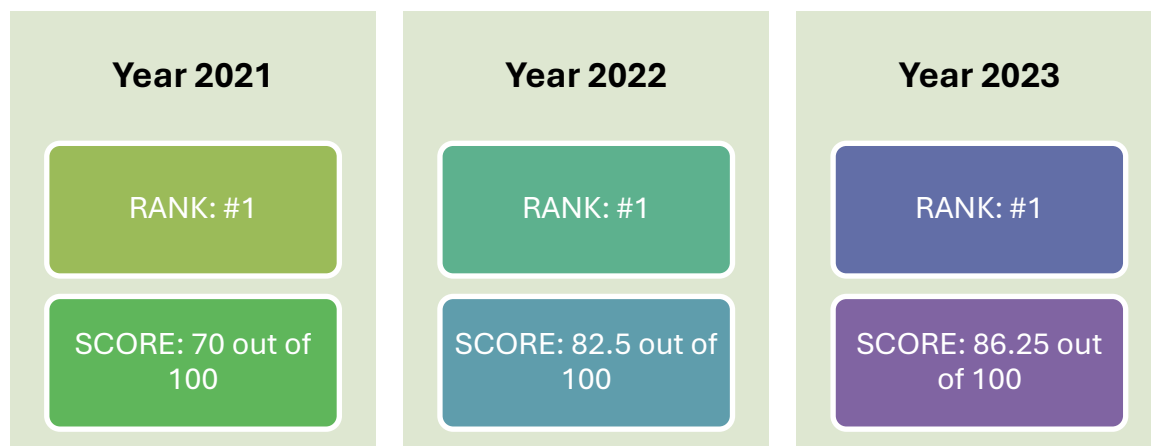 Year 2021
RANK: #1
SCORE: 70 out of
100
Year 2022
RANK: #1
SCORE: 82.5 out of
100
Year 2023
RANK: #1
SCORE: 86.25 out
of 100